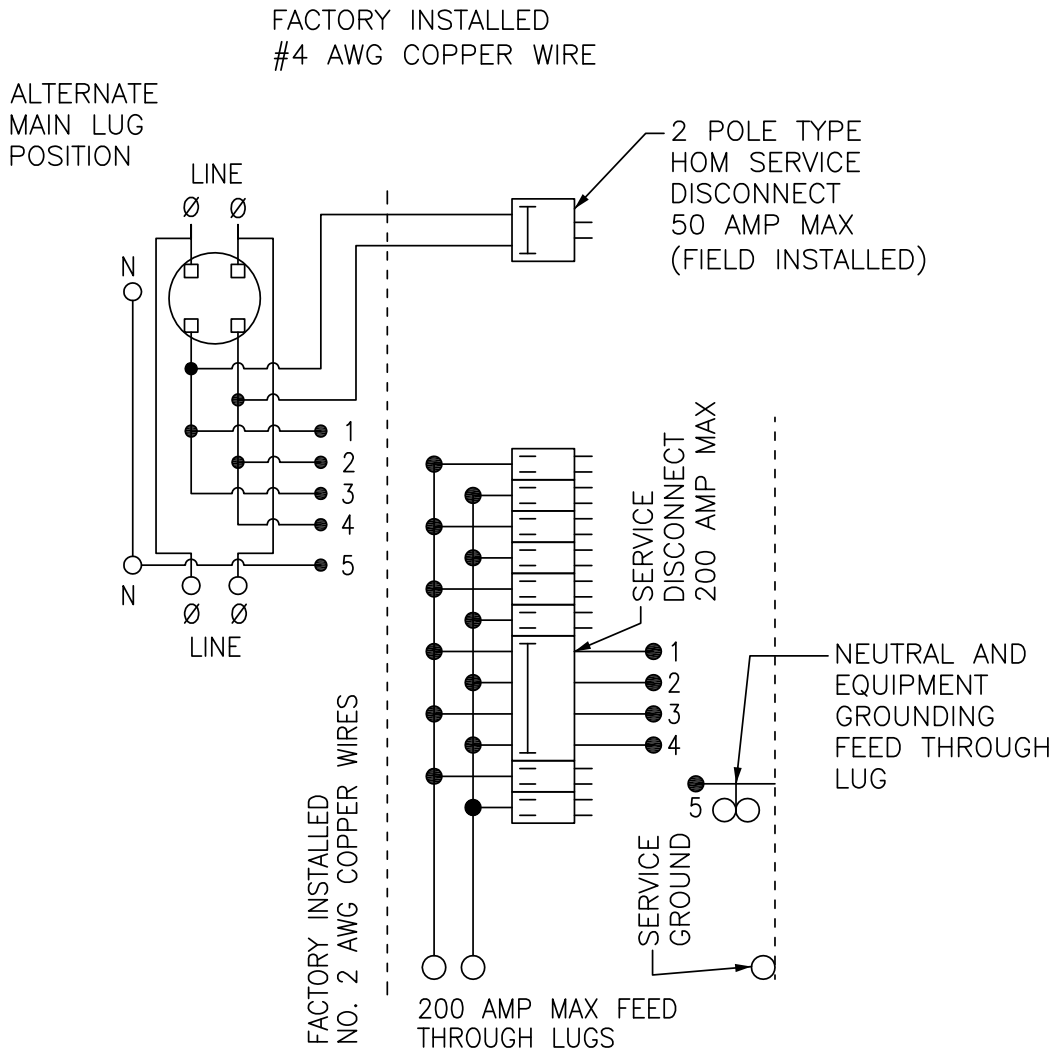 FACTORY INSTALLED
#4 AWG COPPER WIRE
ALTERNATE
MAIN LUG
POSITION
LINE
Ø Ø
N
2 POLE TYPE
HOM SERVICE
DISCONNECT
50 AMP MAX
(FIELD INSTALLED)
1
2
3
4
5
N
Ø Ø
LINE
SERVICE
DISCONNECT
200 AMP MAX
1
2
3
4
5
NEUTRAL AND
EQUIPMENT
GROUNDING
FEED THROUGH
LUG
FACTORY INSTALLED
NO. 2 AWG COPPER WIRES
SERVICE
GROUND
200 AMP MAX FEED
THROUGH LUGS